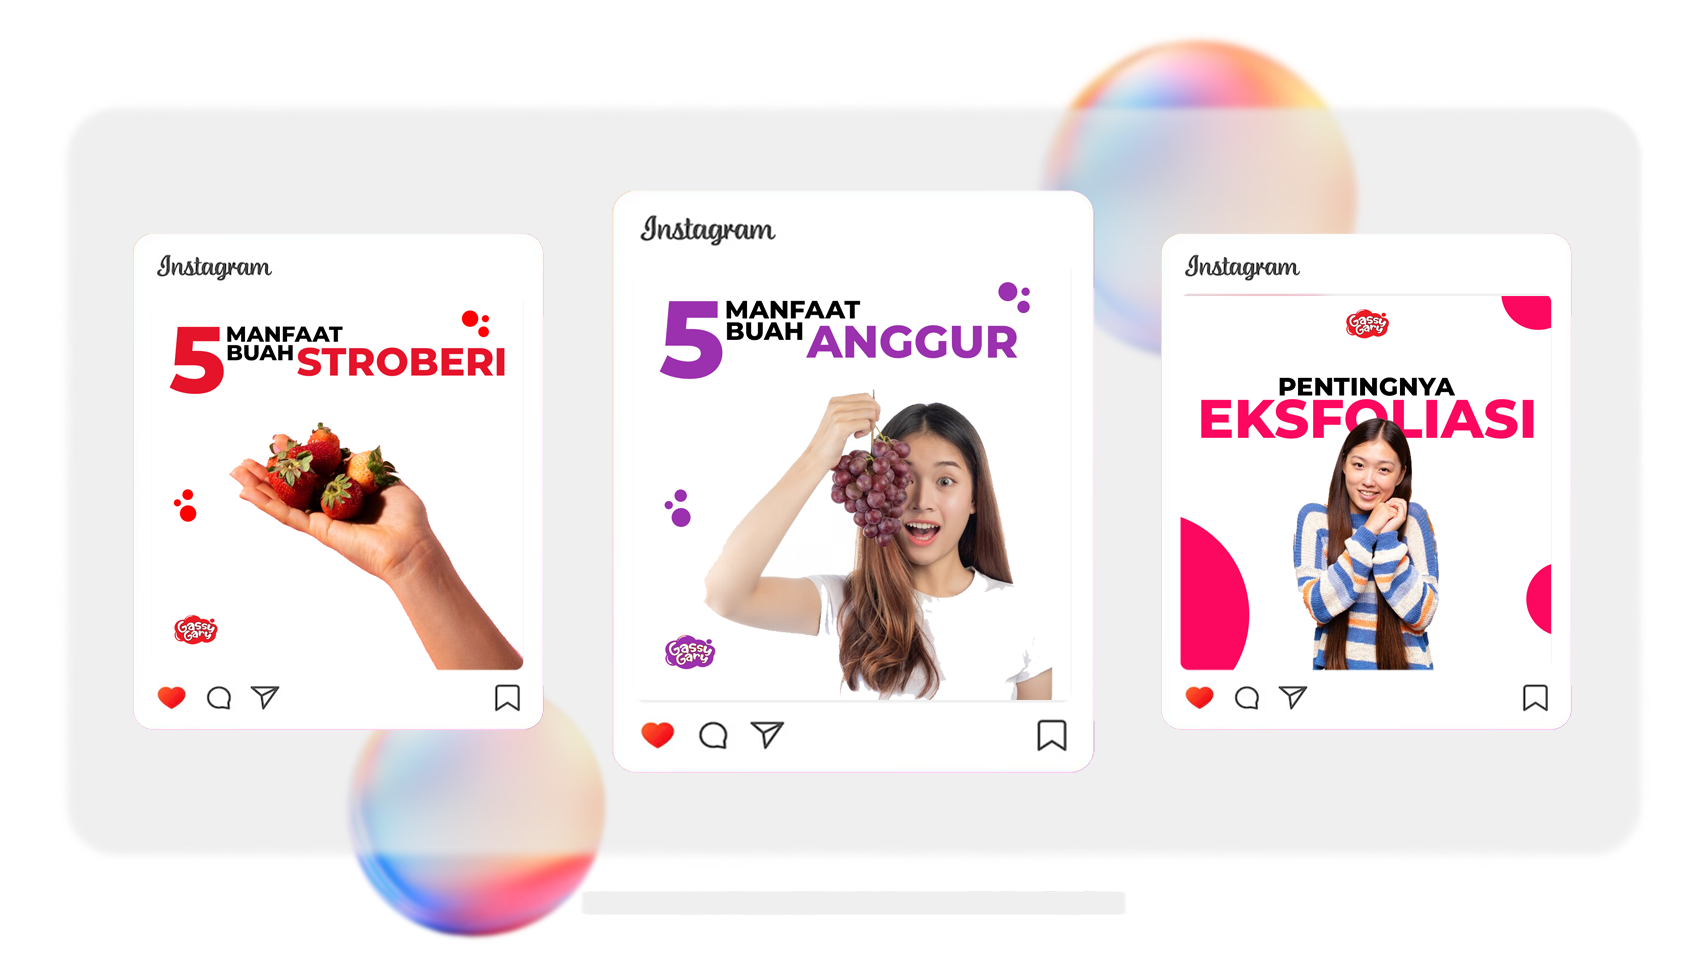 Instagram
5 MANFAAT
BUAH STROBERI
Gassy
Gary
Instagram
5 MANFAAT
BUAH ANGGUR
Gassy
Gary
Instagram
Gassy
Gary
PENTINGNYA
EKSFOLIASI